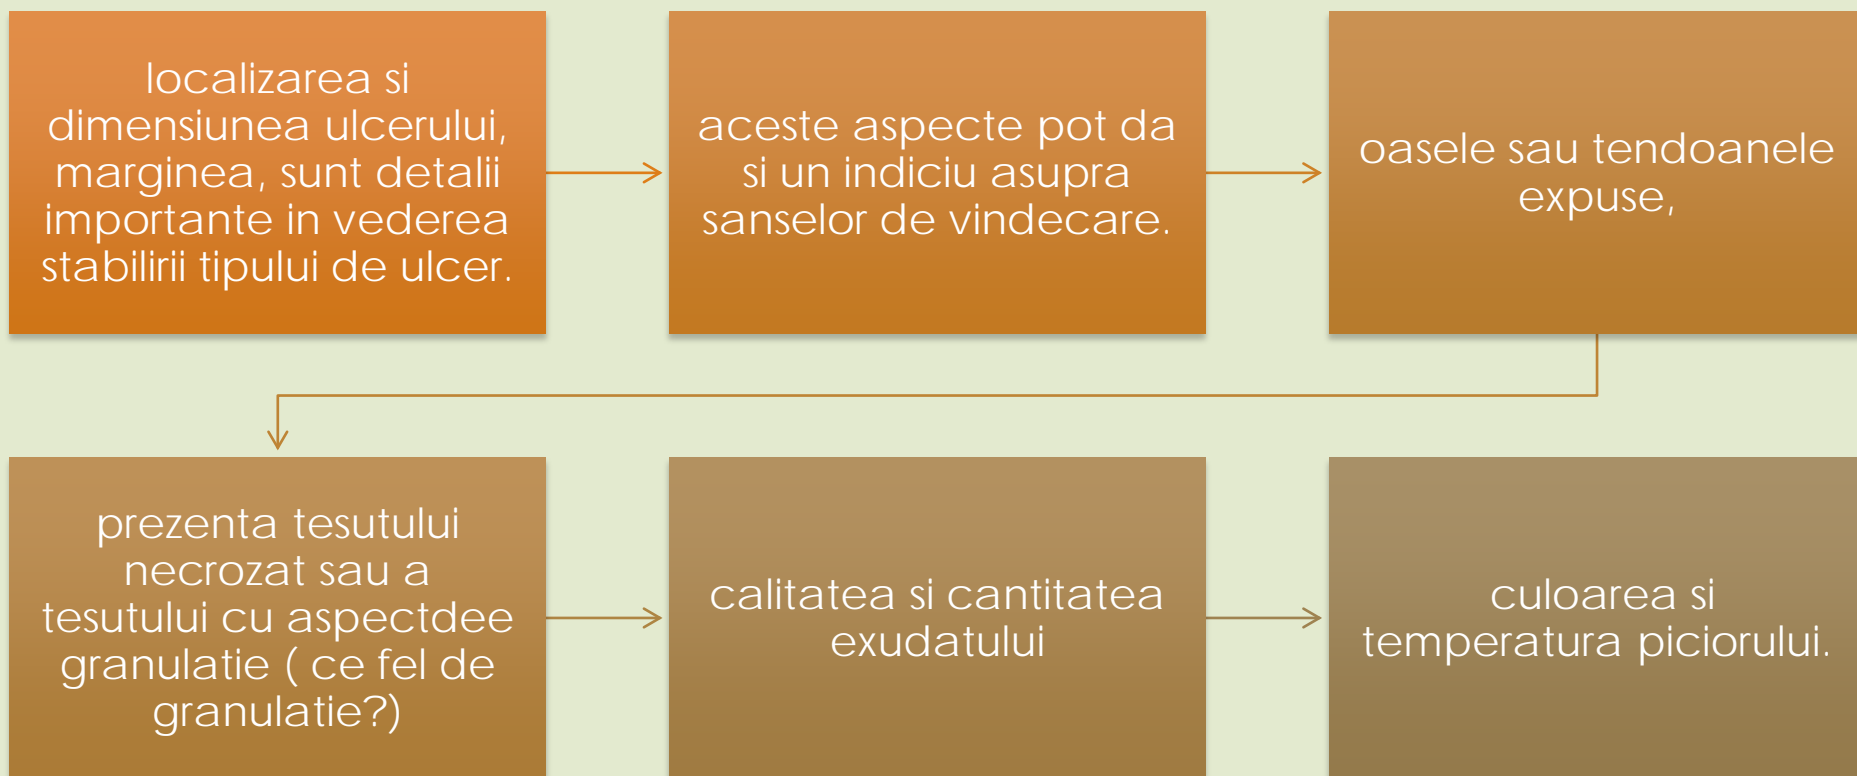 localizarea si
dimensiunea ulcerului,
marginea, sunt detalii
importante in vederea
stabilirii tipului de ulcer.
aceste aspecte pot da
si un indiciu asupra
sanselor de vindecare.
oasele sau tendoanele
expuse,
prezenta tesutului
necrozat sau a
tesutului cu aspectdee
granulatie ( ce fel de
granulatie?)
calitatea si cantitatea
exudatului
culoarea si
temperatura piciorului.